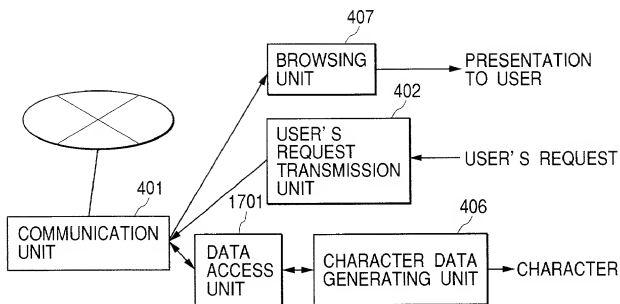 407
BROWSING
UNIT
PRESENTATION
TO USER
402
USER'S
REQUEST
TRANSMISSION
UNIT
USER'S REQUEST
401
COMMUNICATION
UNIT
1701
DATA
ACCESS
UNIT
406
CHARACTER DATA
GENERATING UNIT
CHARACTER